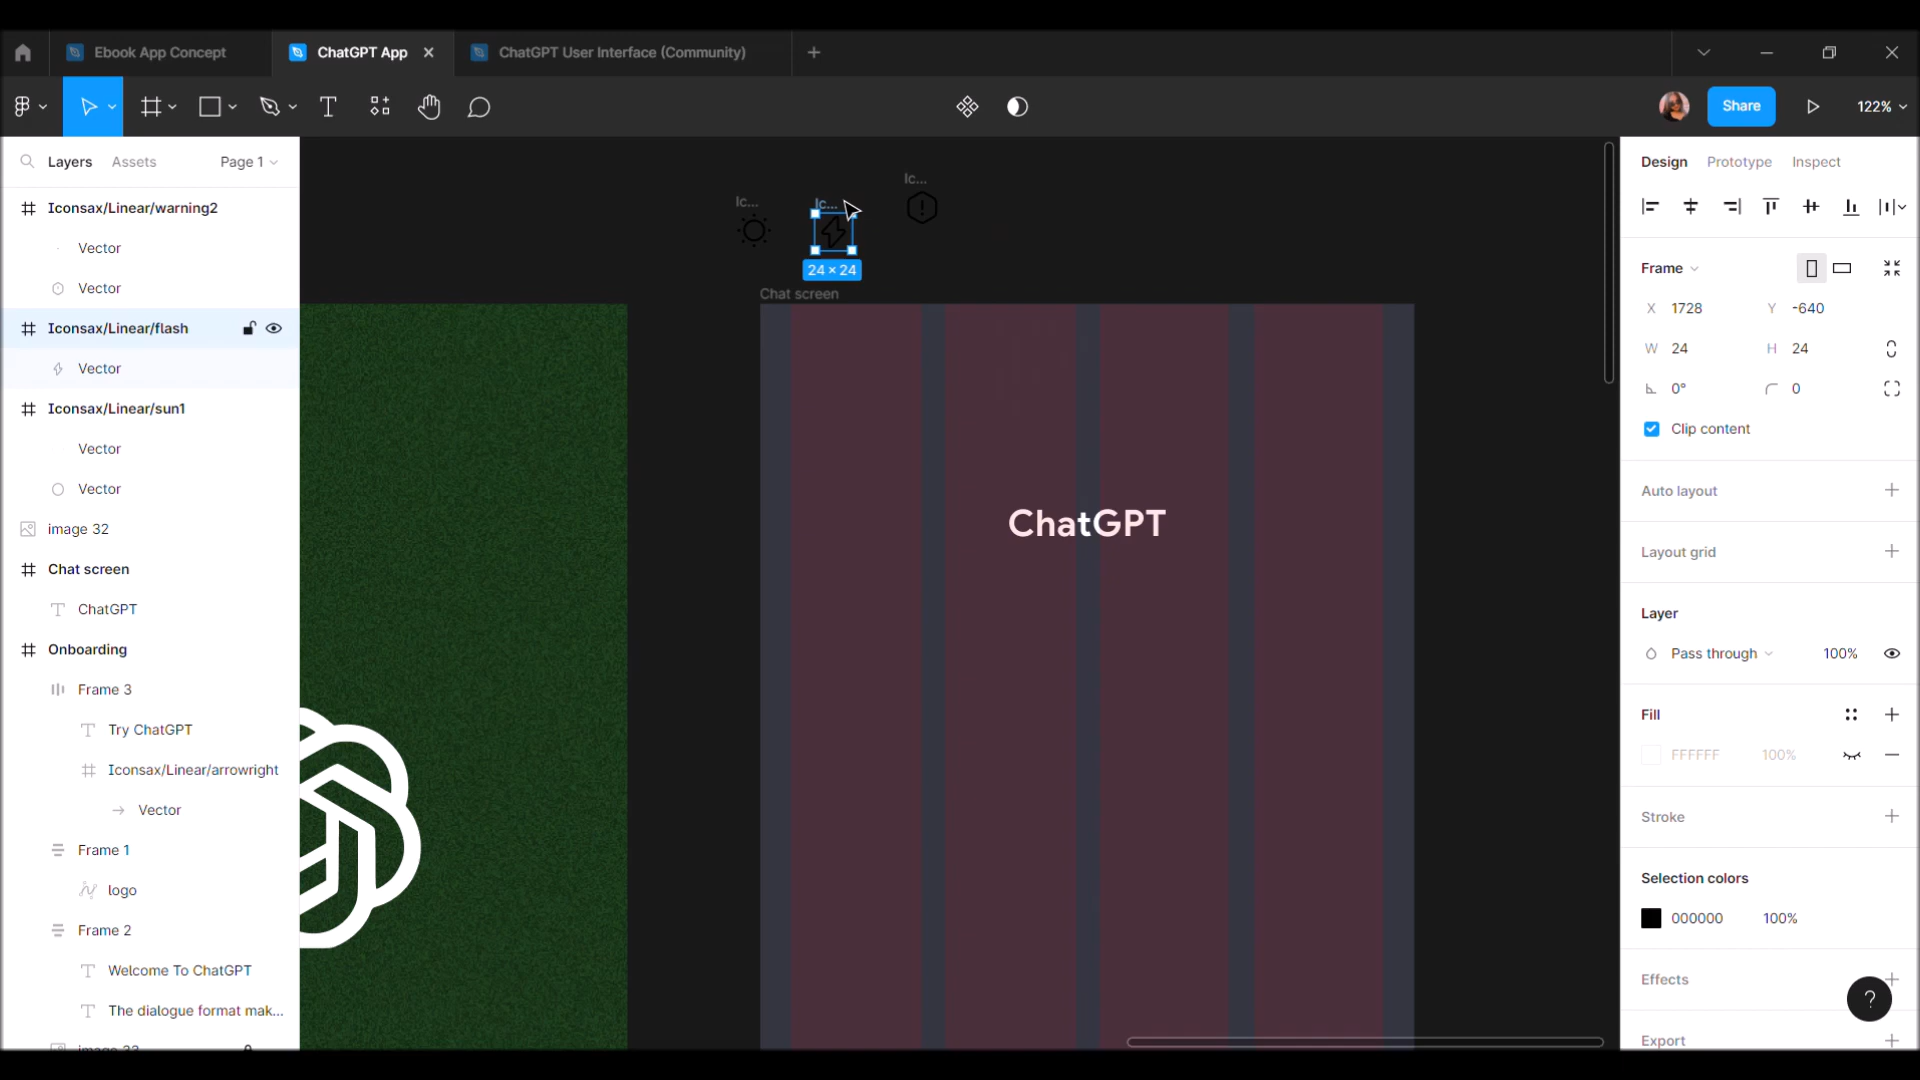 Ebook App Concept
ChatGPT App
ChatGPT User Interface (Community)
Share
122%
Layers
Assets
Page 1
Iconsax/Linear/warning2
Vector
Vector
Iconsax/Linear/flash
Vector
Iconsax/Linear/sun1
Vector
Vector
image 32
Chat screen
ChatGPT
Onboarding
Frame 3
Try ChatGPT
Iconsax/Linear/arrowright
Vector
Frame 1
logo
Frame 2
Welcome To ChatGPT
The dialogue format mak...
Ic...
Ic...
Ic...
24 × 24
Chat screen
ChatGPT
Design
Prototype
Inspect
Frame
X 1728
Y -640
W 24
H 24
0°
0
Clip content
Auto layout
Layout grid
Layer
Pass through
100%
Fill
FFFFFF
100%
Stroke
Selection colors
000000
100%
Effects
?
Export